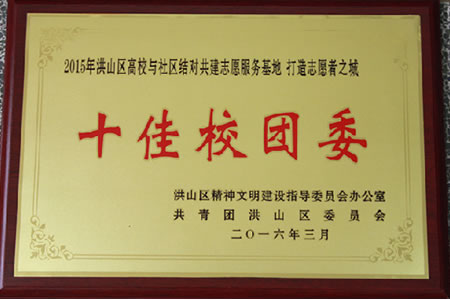 2015年洪山区高校与社区结对共建志愿服务基地 打造志愿者之城
十佳校团委
洪山区精神文明建设指导委员会办公室
共青团洪山区委员会
二〇一六年三月